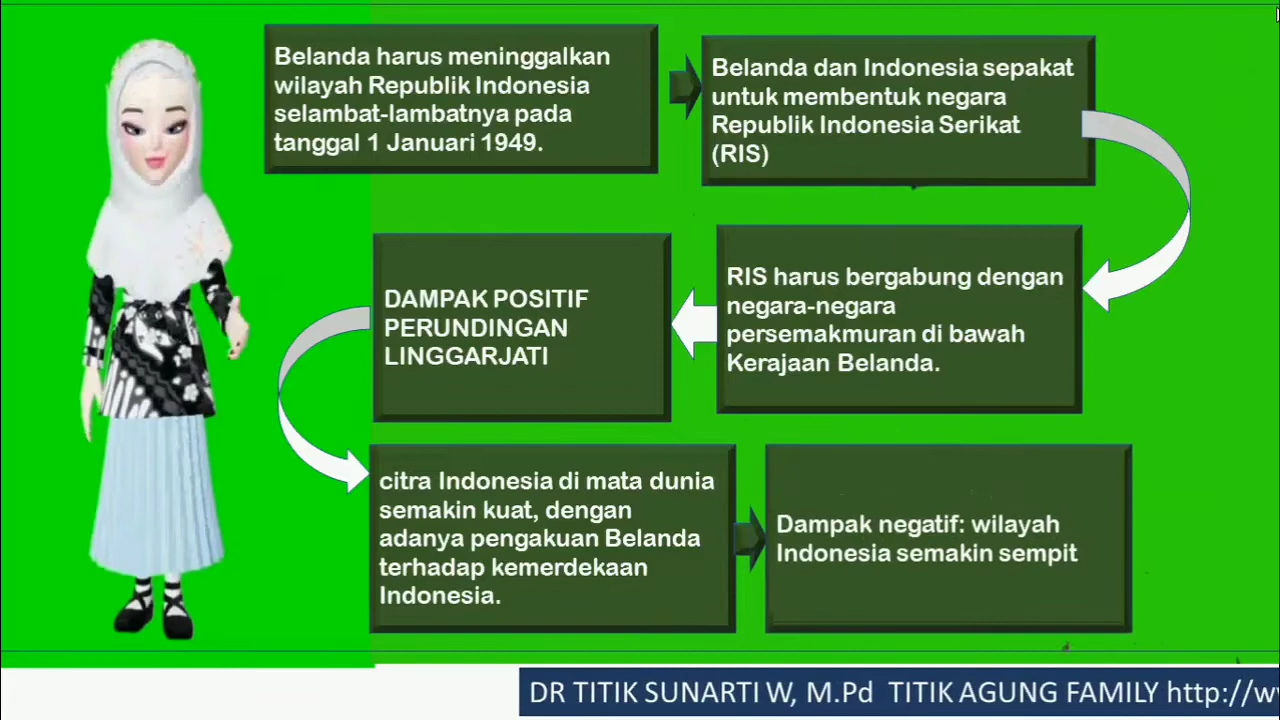 Belanda harus meninggalkan
wilayah Republik Indonesia
selambat-lambatnya pada
tanggal 1 Januari 1949.
Belanda dan Indonesia sepakat
untuk membentuk negara
Republik Indonesia Serikat
(RIS)
RIS harus bergabung dengan
negara-negara
persemakmuran di bawah
Kerajaan Belanda.
DAMPAK POSITIF
PERUNDINGAN
LINGGARJATI
citra Indonesia di mata dunia
semakin kuat, dengan
adanya pengakuan Belanda
terhadap kemerdekaan
Indonesia.
Dampak negatif: wilayah
Indonesia semakin sempit
DR TITIK SUNARTI W, M.Pd TITIK AGUNG FAMILY http://w